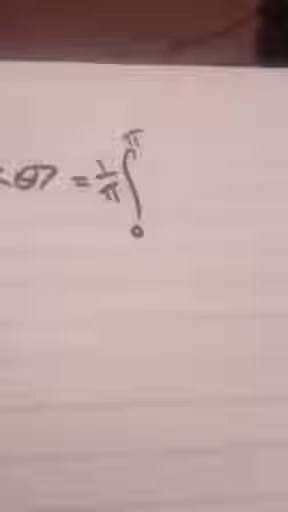 <θ> = 1/π ∫₀^π